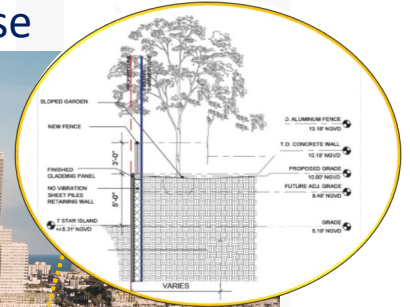 se
SLOPED GARDEN
NEW FENCE
FINISHED
CLADDING PANEL
NO VIBRATION
SHEET PILES
RETAINING WALL
7 STAR ISLAND
+/-5.31' NGVD
3'-0"
5'-0"
VARIES
.O. ALUMINUM FENCE
13.18' NGVD
T.O. CONCRETE WALL
10.18' NGVD
PROPOSED GRADE
10.00' NGVD
FUTURE ADJ. GRADE
GRADE
5.18' NGVD